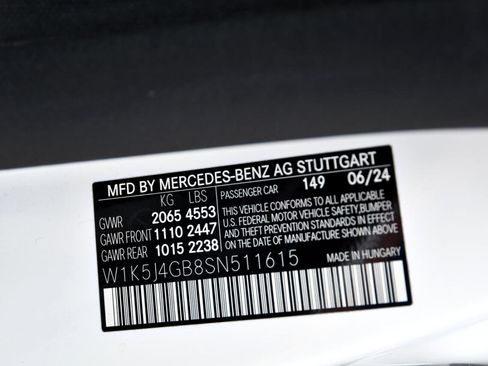 MFD BY MERCEDES-BENZ AG STUTTGART
KG LBS
PASSENGER CAR 149 06/24
GVWR 2065 4553
GAWR FRONT 1110 2447
GAWR REAR 1015 2238
THIS VEHICLE CONFORMS TO ALL APPLICABLE
U.S. FEDERAL MOTOR VEHICLE SAFETY, BUMPER
AND THEFT PREVENTION STANDARDS IN EFFECT
ON THE DATE OF MANUFACTURE SHOWN ABOVE
W1K5J4GB8SN511615
MADE IN HUNGARY